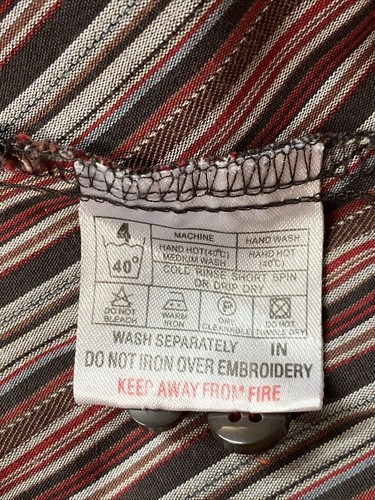 4
40°
MACHINE
HAND WASH
HAND HOT(40°C)
MEDIUM WASH
HAND HOT
(40°C)
COLD RINSE SHORT SPIN
OR DRIP DRY
DO NOT
BLEACH
WARM
IRON
P
DRY
CLEANABLE
DO NOT
TUMBLE DRY
WASH SEPARATELY
IN
DO NOT IRON OVER EMBROIDERY
KEEP AWAY FROM FIRE